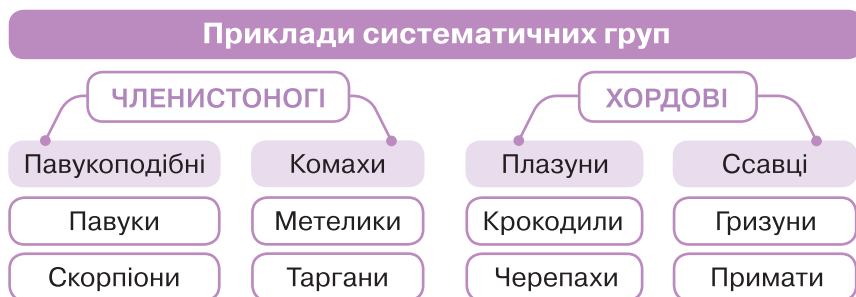 Приклади систематичних груп
ЧЛЕНИСТОНОГІ
ХОРДОВІ
Павукоподібні
Комахи
Плазуни
Ссавці
Павуки
Метелики
Крокодили
Гризуни
Скорпіони
Таргани
Черепахи
Примати